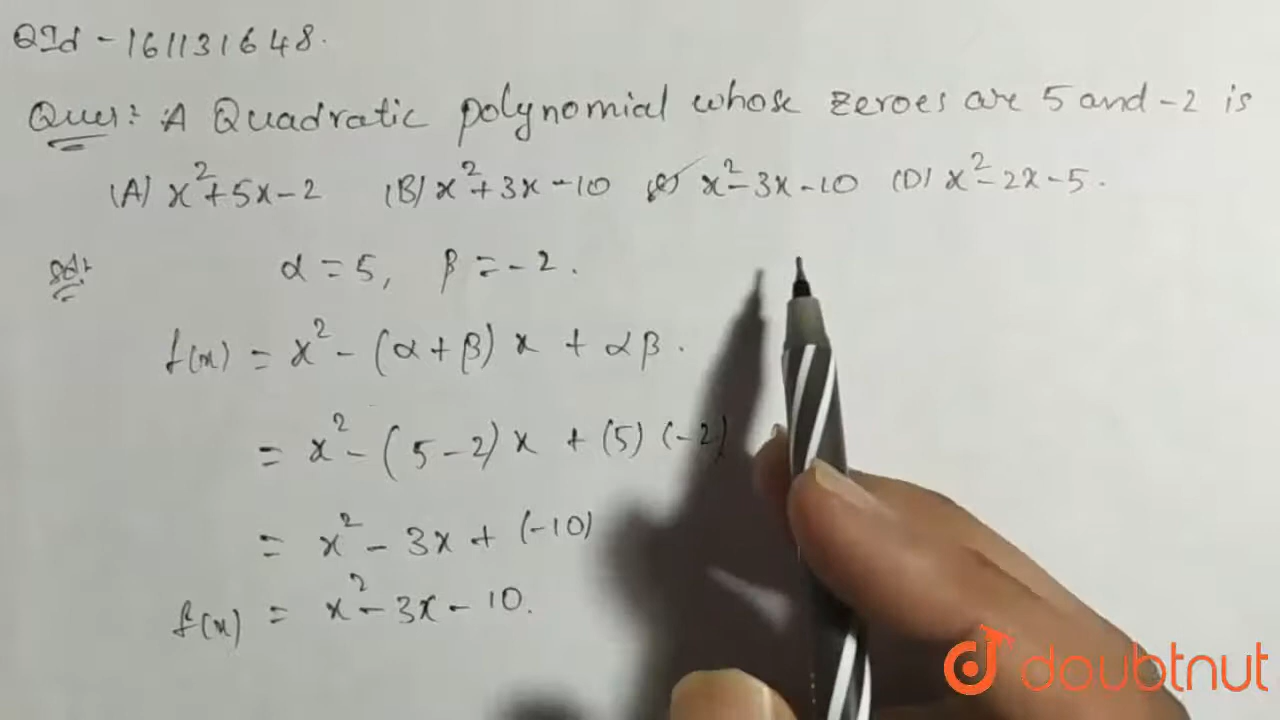 QId - 161131648.
Ques: A Quadratic polynomial whose zeroes are 5 and -2 is
(A) x²+5x-2 (B) x²+3x-10 (C) x²-3x-10 (D) x²-2x-5.
Sol:
α = 5, β = -2.
f(x) = x² - (α+β) x + αβ.
= x² - (5-2) x + (5) (-2)
= x² - 3x + (-10)
f(x) = x² - 3x - 10.
doubtnut